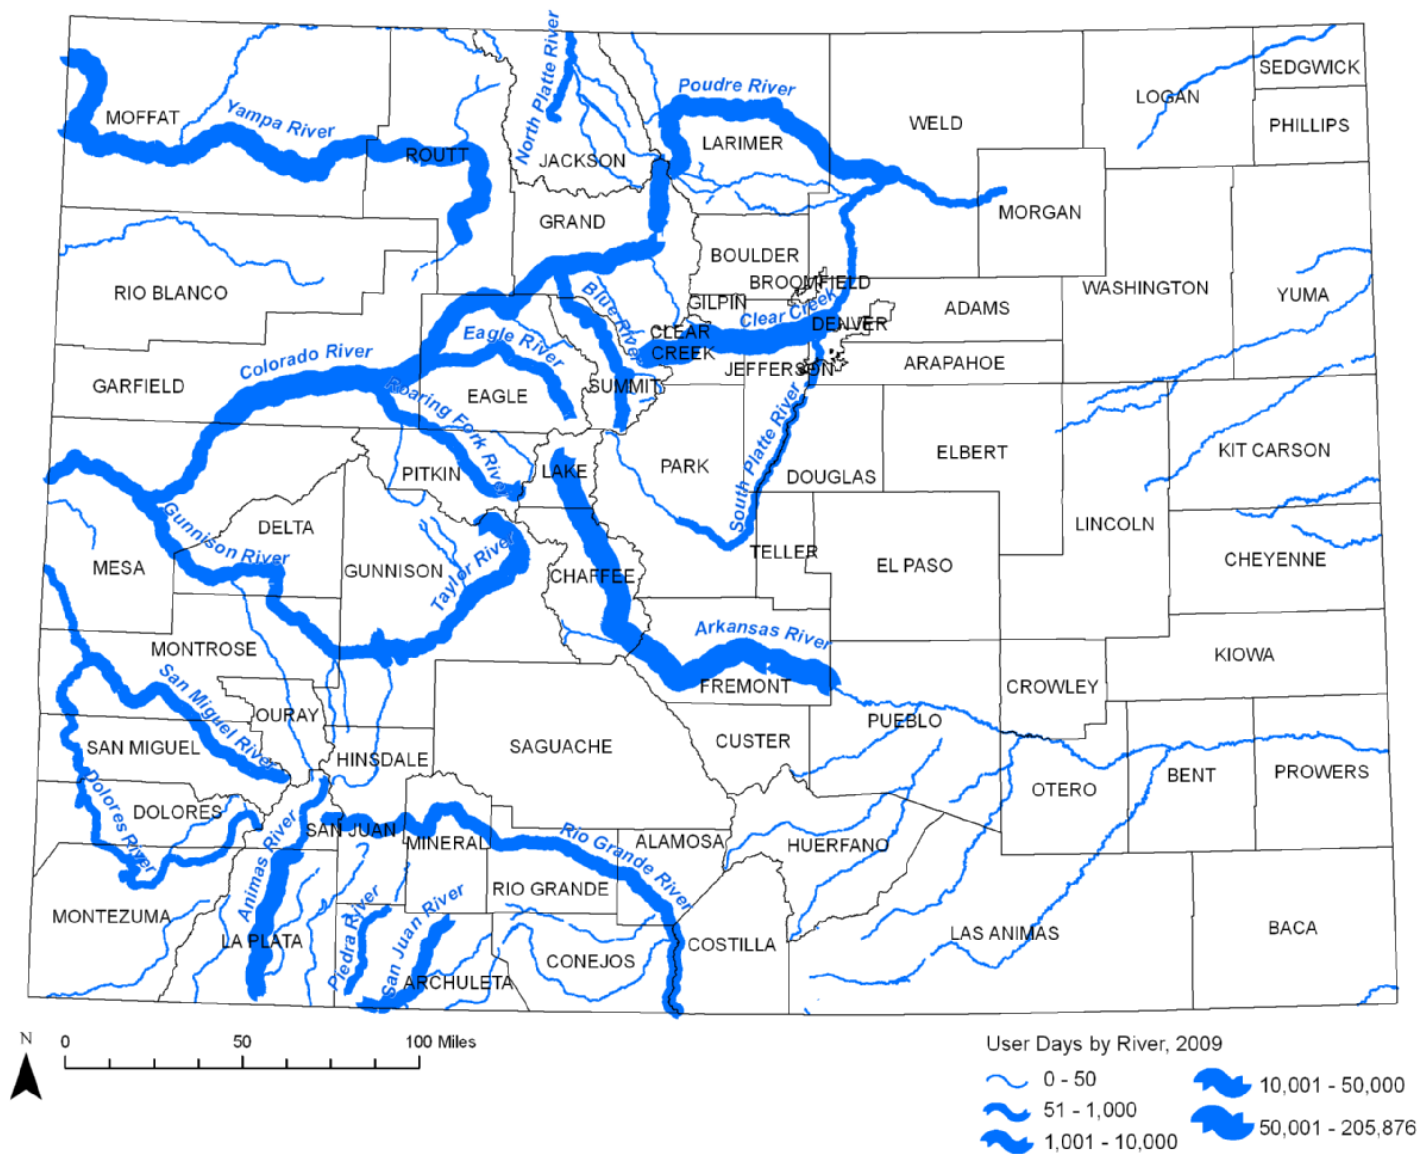 SEDGWICK
LOGAN
PHILLIPS
North Platte River
Poudre River
MOFFAT
Yampa River
WELD
LARIMER
ROUTT
JACKSON
MORGAN
GRAND
BOULDER
BROOMFIELD
RIO BLANCO
WASHINGTON
YUMA
GILPIN
ADAMS
Blue River
Clear Creek
DENVER
CLEAR
CREEK
Eagle River
Colorado River
JEFFERSON
ARAPAHOE
GARFIELD
Roaring Fork River
EAGLE
SUMMIT
South Platte River
ELBERT
KIT CARSON
PARK
PITKIN
LAKE
DOUGLAS
Gunnison River
DELTA
LINCOLN
TELLER
CHEYENNE
MESA
GUNNISON
Taylor River
CHAFFEE
EL PASO
Arkansas River
MONTROSE
KIOWA
San Miguel River
FREMONT
CROWLEY
OURAY
PUEBLO
SAN MIGUEL
HINSDALE
SAGUACHE
CUSTER
Dolores River
OTERO
BENT
PROWERS
DOLORES
Animas River
SAN JUAN
MINERAL
Rio Grande River
ALAMOSA
HUERFANO
RIO GRANDE
MONTEZUMA
LA PLATA
Piedra River
San Juan River
COSTILLA
LAS ANIMAS
BACA
CONEJOS
ARCHULETA
N
0 50 100 Miles
User Days by River, 2009
0 - 50
51 - 1,000
1,001 - 10,000
10,001 - 50,000
50,001 - 205,876